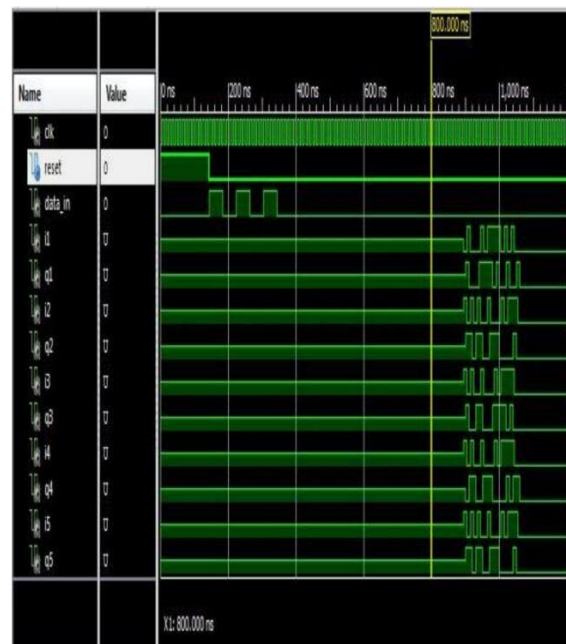 800.000 ns
Name Value
0 ns 200 ns 400 ns 600 ns 800 ns 1,000 ns
clk 0
reset 0
data_in 0
i1 U
q1 U
i2 U
q2 U
i3 U
q3 U
i4 U
q4 U
i5 U
q5 U
X1: 800.000 ns